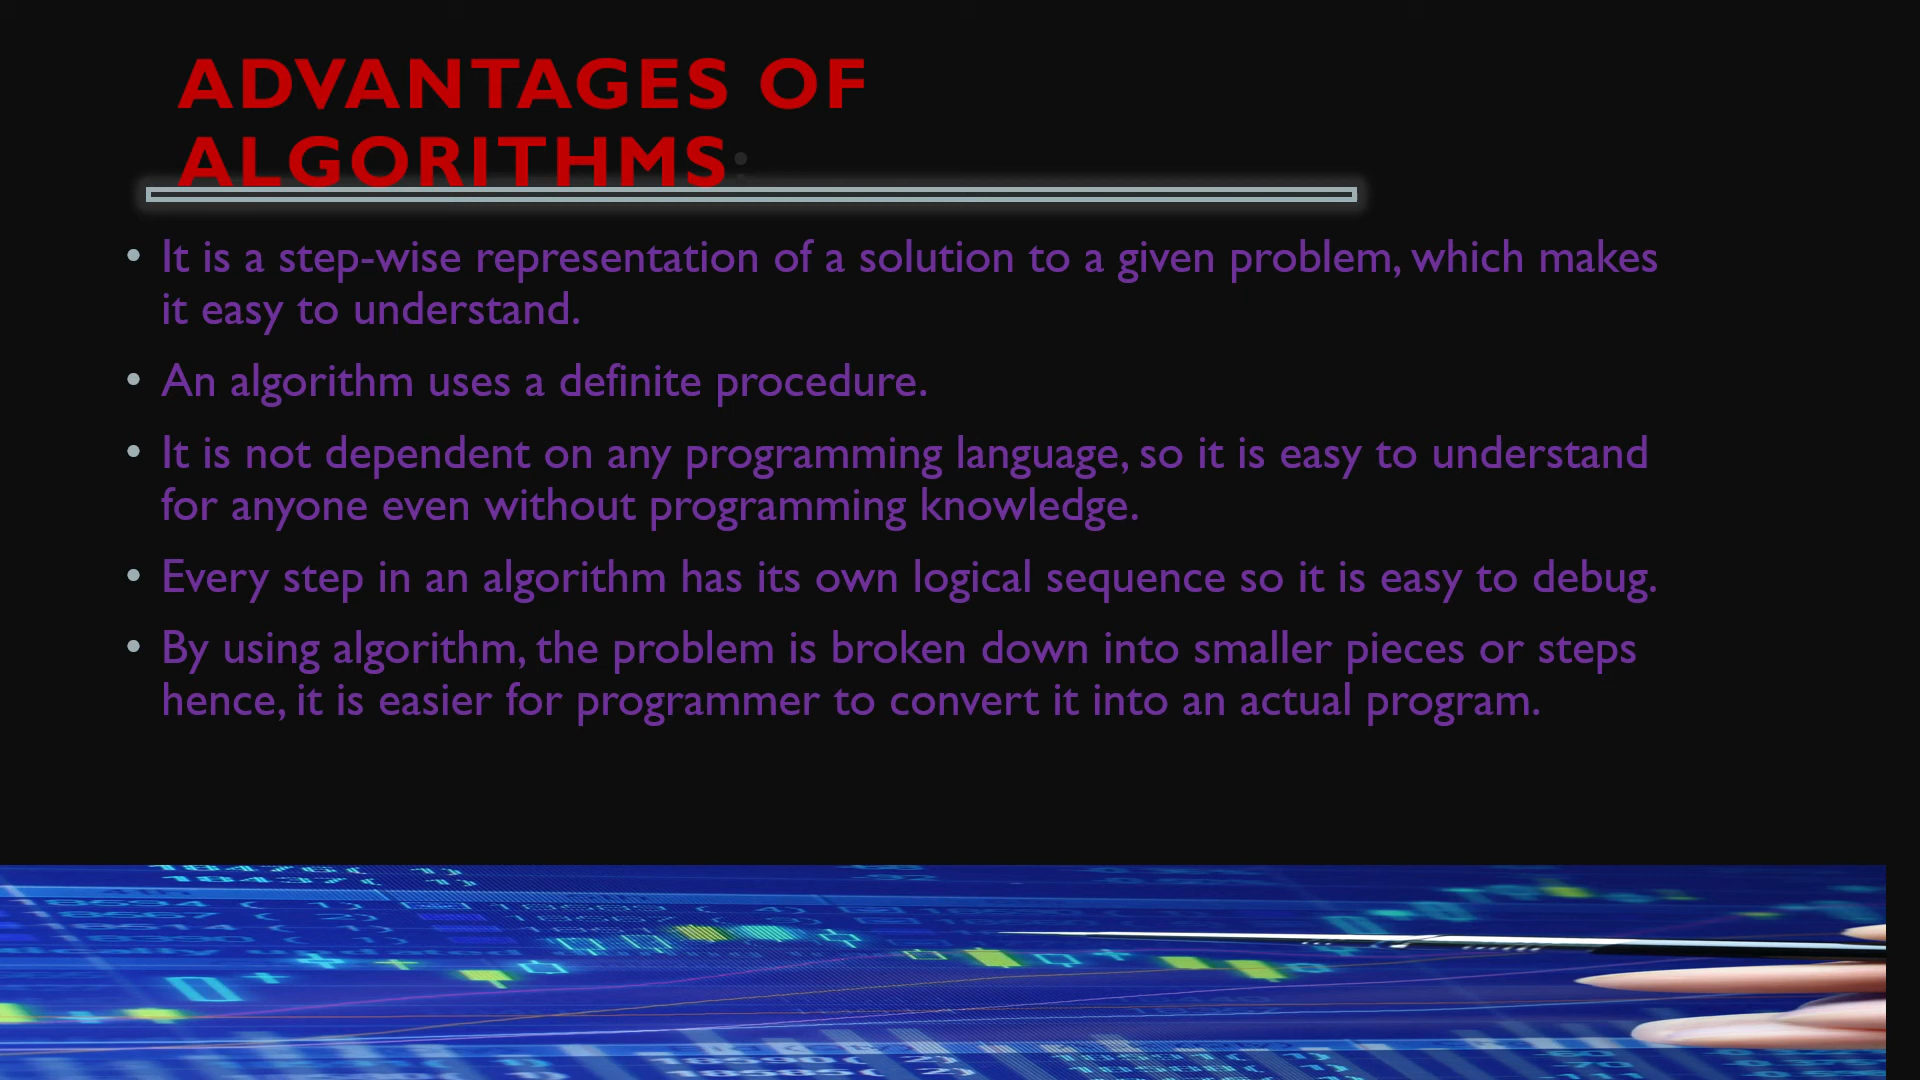 ADVANTAGES OF
ALGORITHMS:
• It is a step-wise representation of a solution to a given problem, which makes
it easy to understand.
• An algorithm uses a definite procedure.
• It is not dependent on any programming language, so it is easy to understand
for anyone even without programming knowledge.
• Every step in an algorithm has its own logical sequence so it is easy to debug.
• By using algorithm, the problem is broken down into smaller pieces or steps
hence, it is easier for programmer to convert it into an actual program.